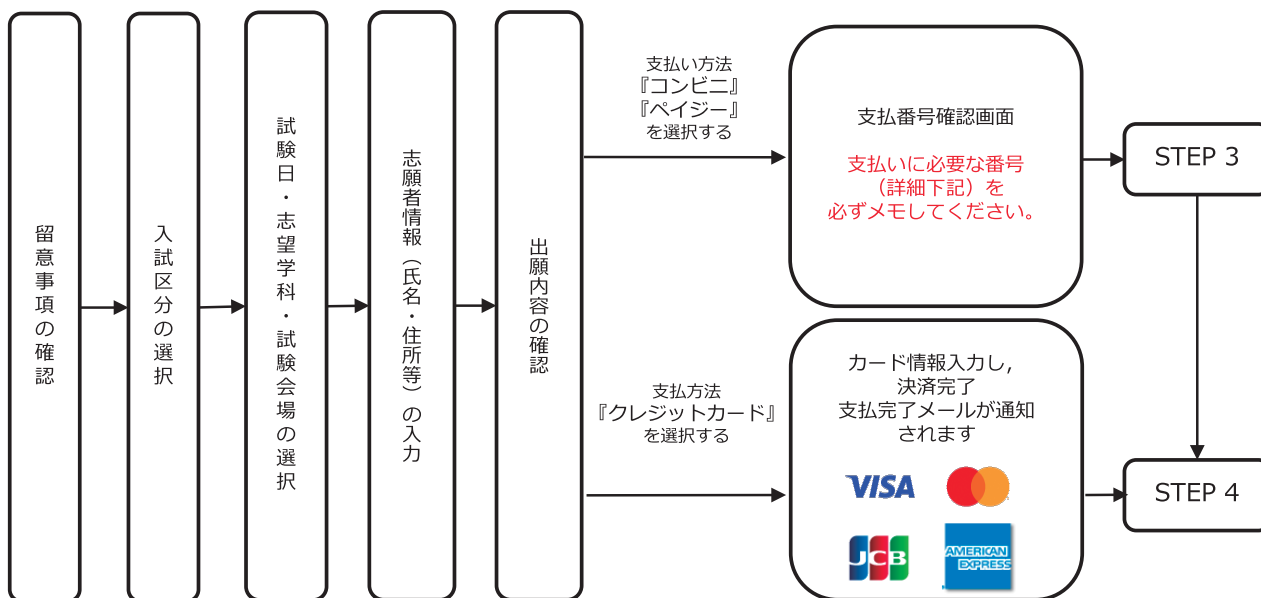 留意事項の確認
入試区分の選択
試験日・志望学科・試験会場の選択
志願者情報（氏名・住所等）の入力
出願内容の確認
支払い方法
『コンビニ』
『ペイジー』
を選択する
支払番号確認画面
支払いに必要な番号
（詳細下記）を
必ずメモしてください。
STEP 3
支払方法
『クレジットカード』
を選択する
カード情報入力し,
決済完了
支払完了メールが通知
されます
VISA
JCB
AMERICAN
EXPRESS
STEP 4